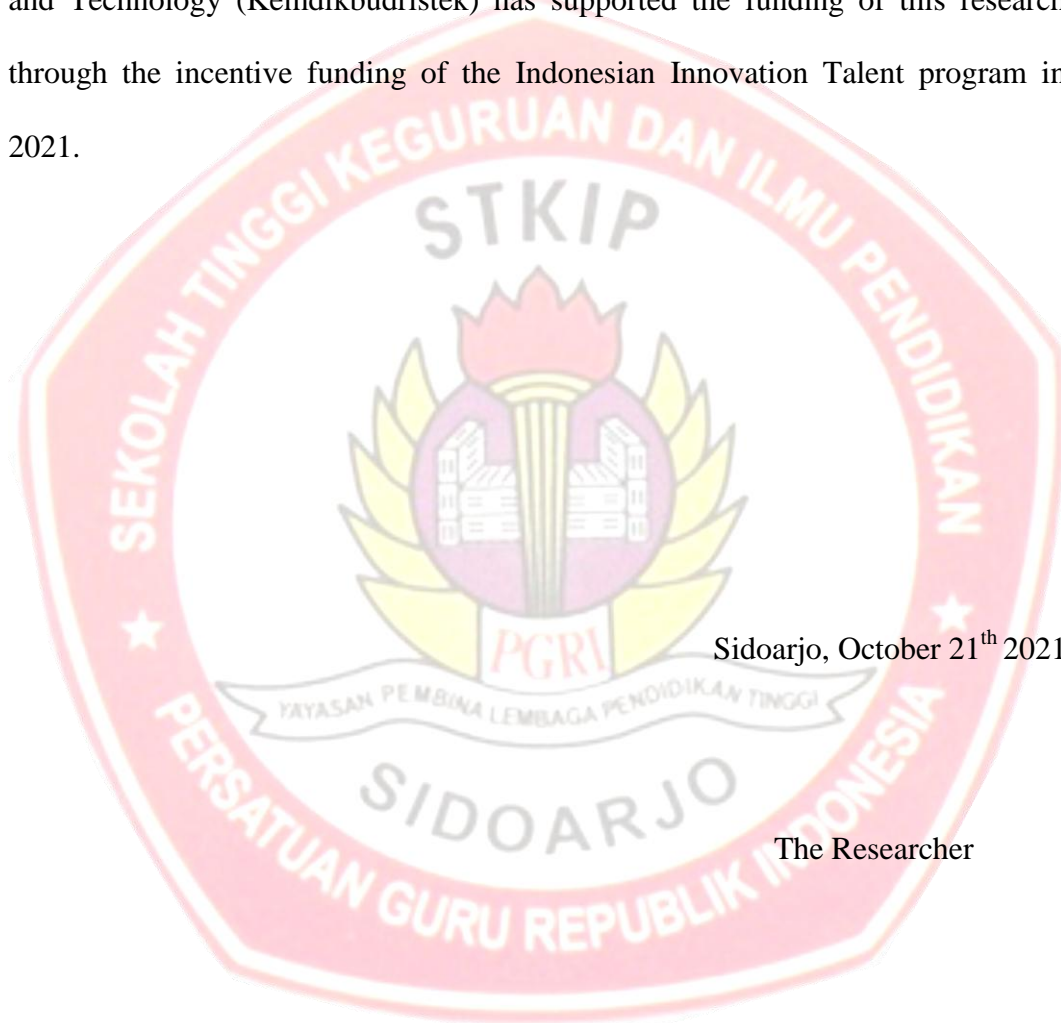 and Technology (Kemdikbudristek) has supported the funding of this research
through the incentive funding of the Indonesian Innovation Talent program in
2021.
SEKOLAH TINGGI KEGURUAN DAN ILMU PENDIDIKAN
STKIP
PGRI
Sidoarjo, October 21th 2021
YAYASAN PEMBINA LEMBAGA PENDIDIKAN TINGGI
SIDOARJO
The Researcher
PERSATUAN GURU REPUBLIK INDONESIA